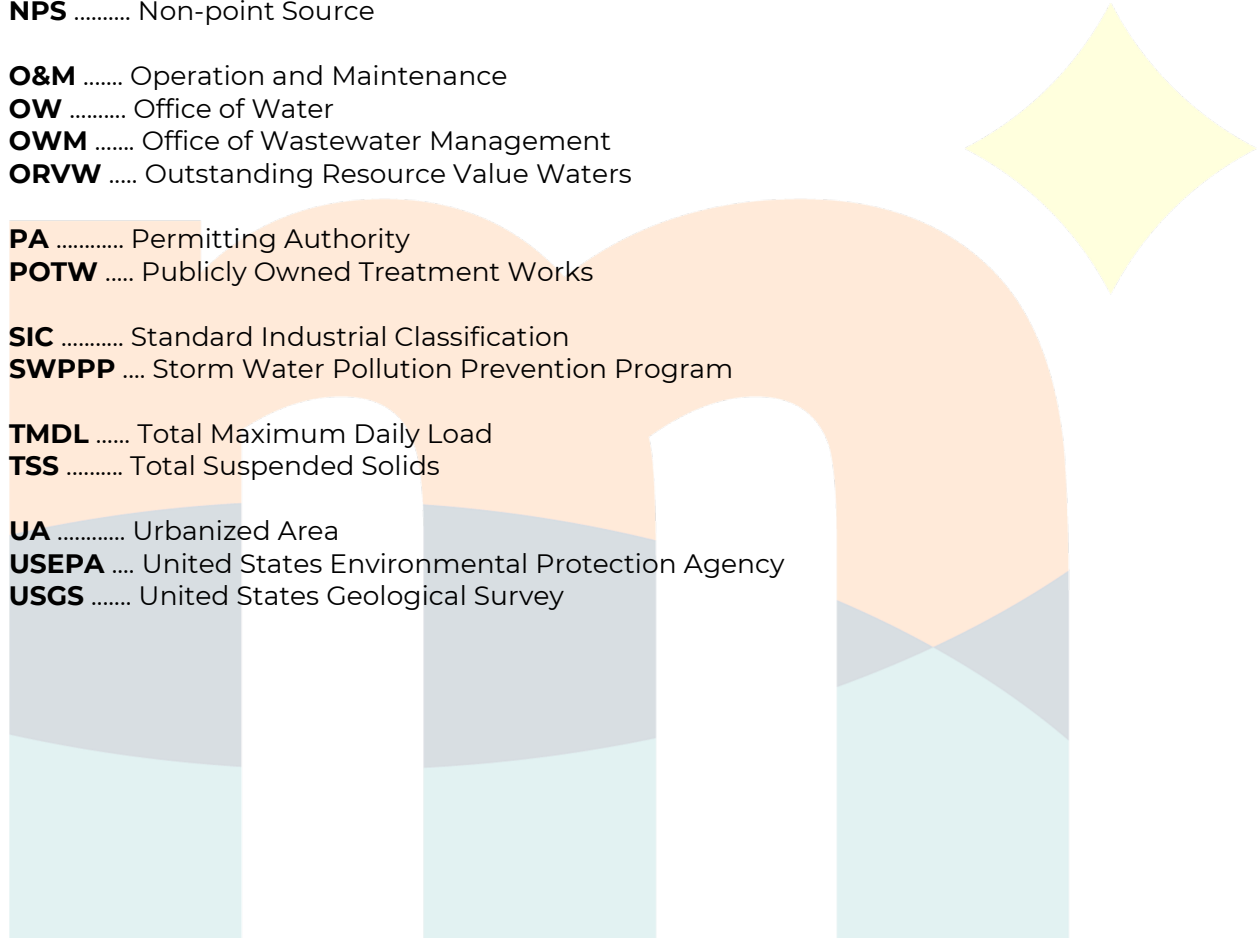 NPS .......... Non-point Source
O&M ....... Operation and Maintenance
OW .......... Office of Water
OWM ....... Office of Wastewater Management
ORVW ..... Outstanding Resource Value Waters
PA ............ Permitting Authority
POTW ..... Publicly Owned Treatment Works
SIC ........... Standard Industrial Classification
SWPPP .... Storm Water Pollution Prevention Program
TMDL ...... Total Maximum Daily Load
TSS .......... Total Suspended Solids
UA ............ Urbanized Area
USEPA .... United States Environmental Protection Agency
USGS ....... United States Geological Survey